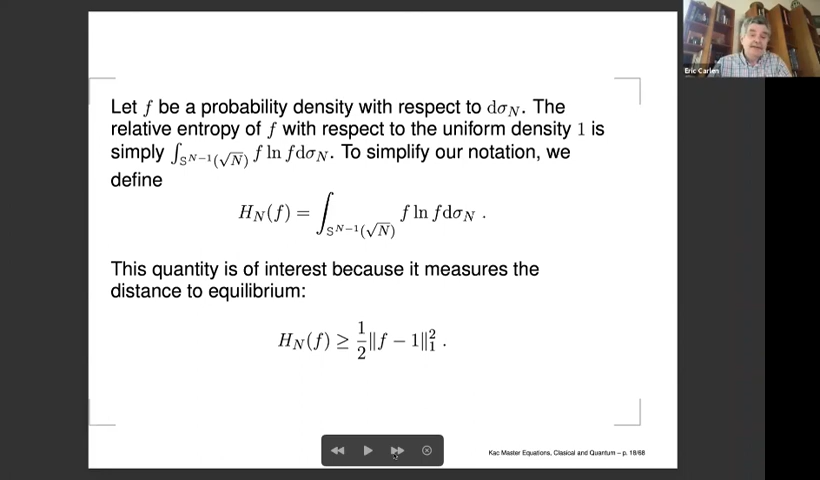 Let f be a probability density with respect to dσ_N. The
relative entropy of f with respect to the uniform density 1 is
simply ∫_{S^{N−1}(√N)} f ln f dσ_N. To simplify our notation, we
define
H_N(f) = ∫_{S^{N−1}(√N)} f ln f dσ_N .
This quantity is of interest because it measures the
distance to equilibrium:
H_N(f) ≥ 1/2 ‖f − 1‖²₁ .
Kac Master Equations, Clasical and Quantum – p. 18/68
Eric Carlen